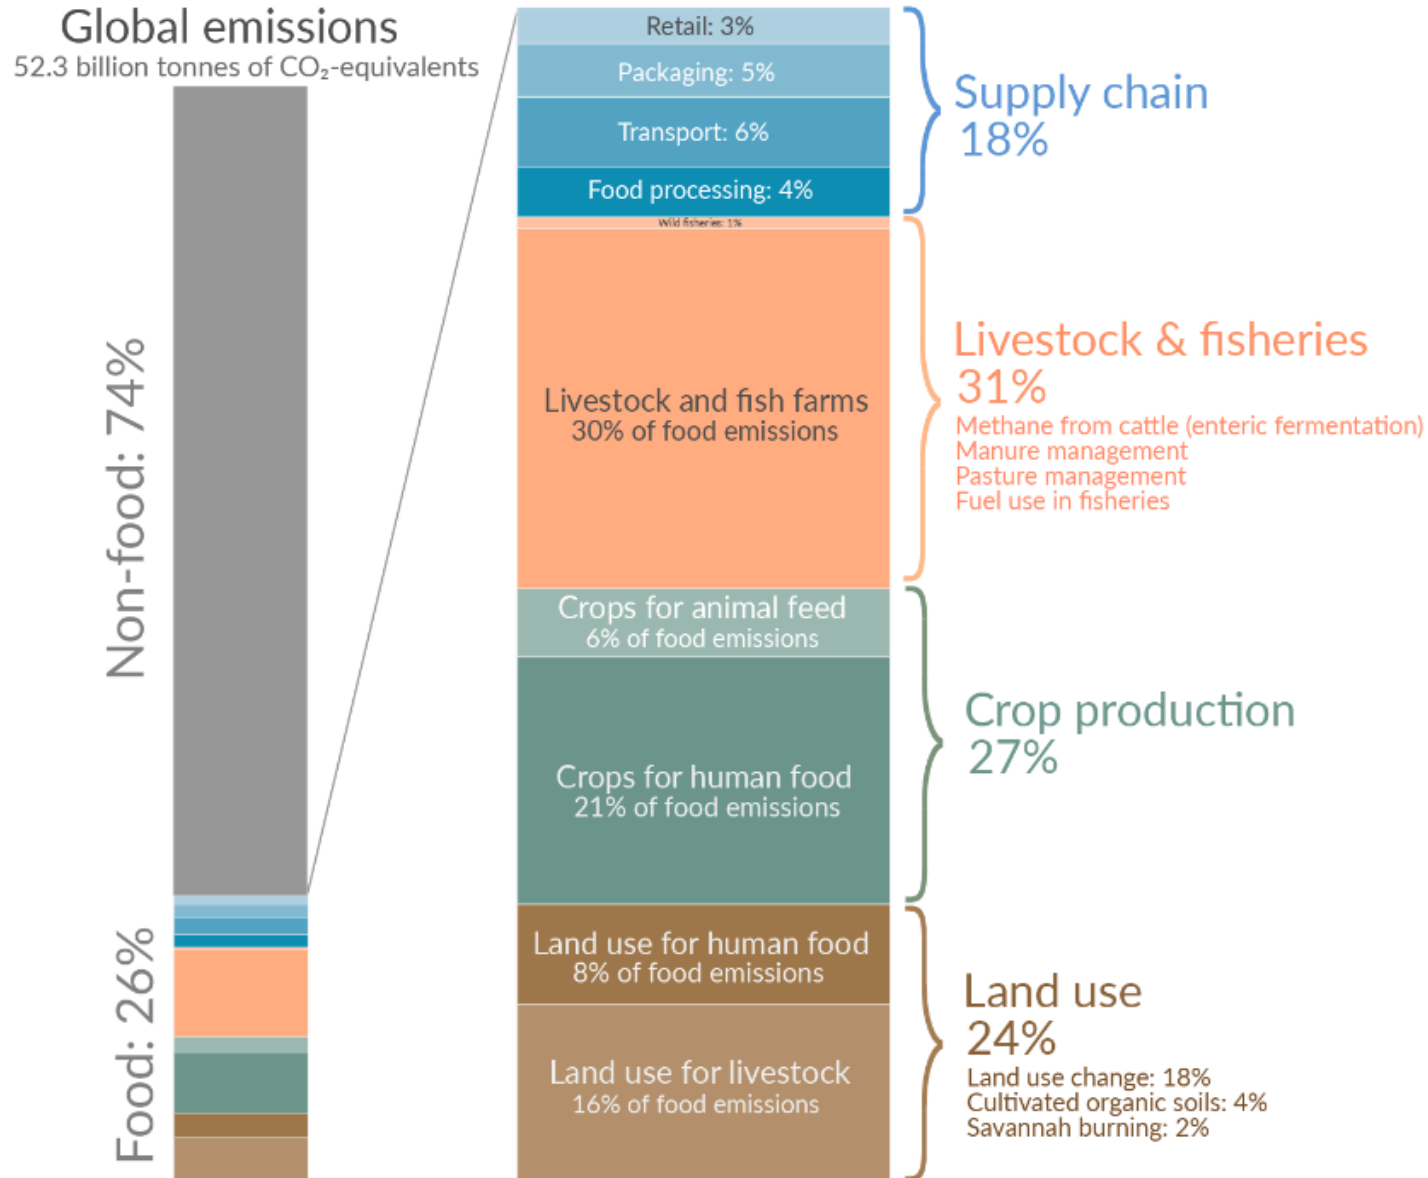 Global emissions
52.3 billion tonnes of CO₂-equivalents
Non-food: 74%
Food: 26%
Retail: 3%
Packaging: 5%
Transport: 6%
Food processing: 4%
Wild fisheries: 1%
Livestock and fish farms
30% of food emissions
Crops for animal feed
6% of food emissions
Crops for human food
21% of food emissions
Land use for human food
8% of food emissions
Land use for livestock
16% of food emissions
Supply chain
18%
Livestock & fisheries
31%
Methane from cattle (enteric fermentation)
Manure management
Pasture management
Fuel use in fisheries
Crop production
27%
Land use
24%
Land use change: 18%
Cultivated organic soils: 4%
Savannah burning: 2%